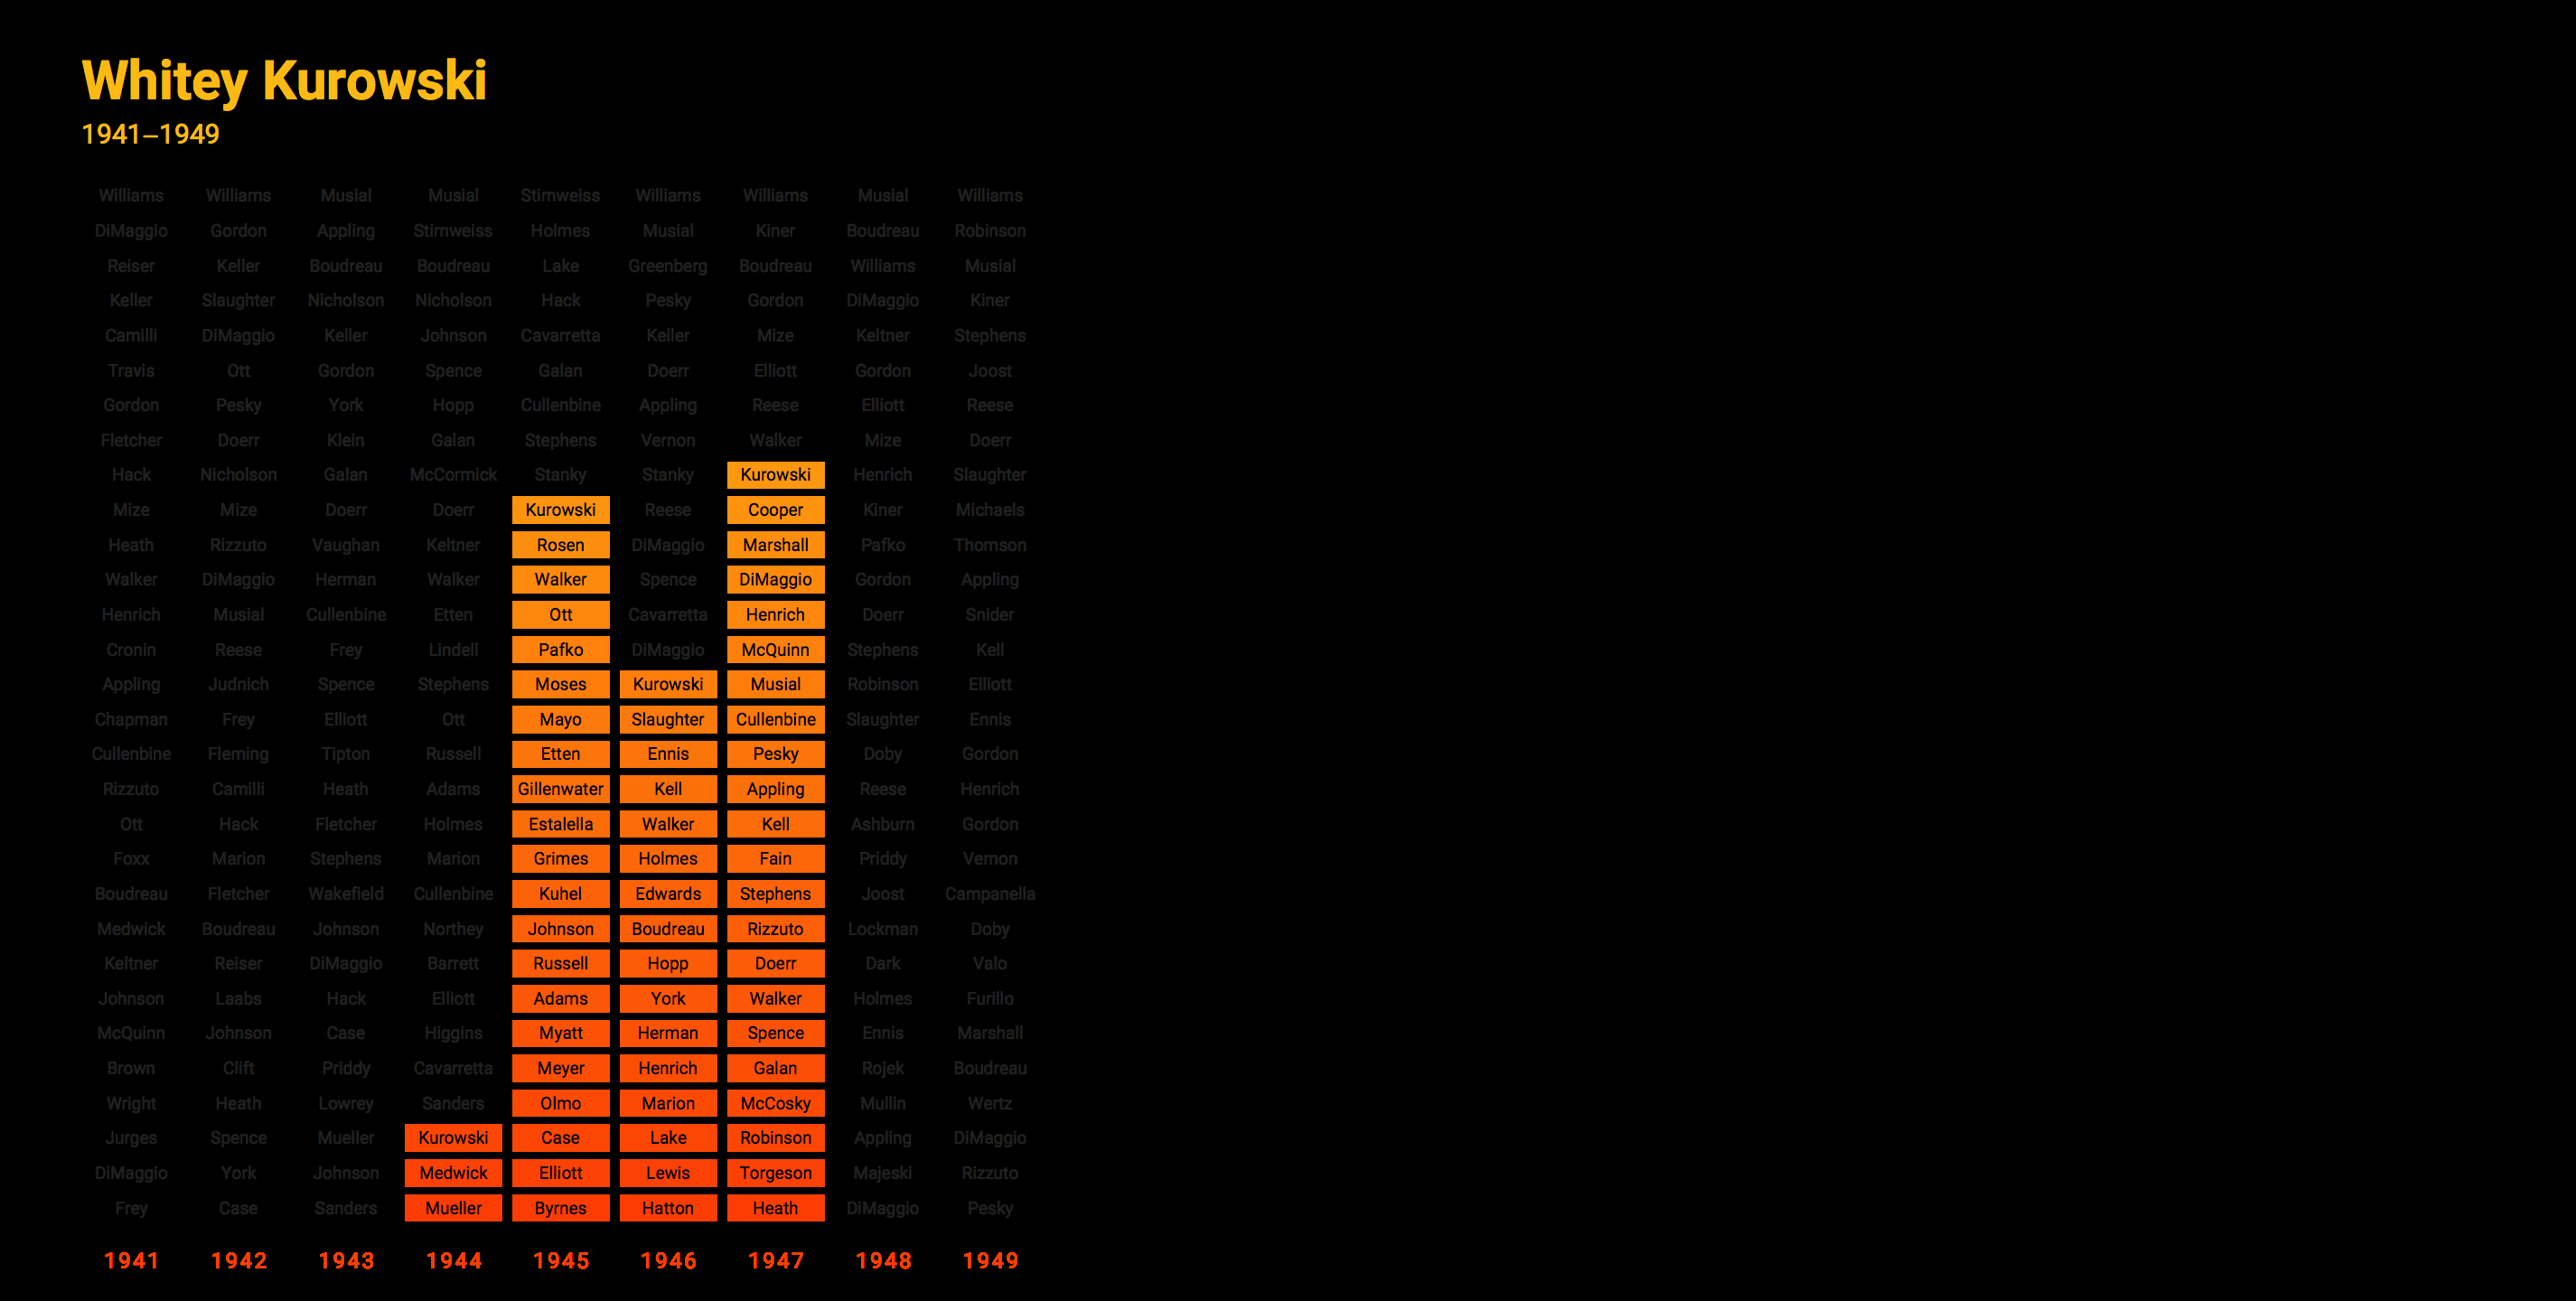 Whitey Kurowski
1941–1949
Williams Williams Musial Musial Stirnweiss Williams Williams Musial Williams
DiMaggio Gordon Appling Stirnweiss Holmes Musial Kiner Boudreau Robinson
Reiser Keller Boudreau Boudreau Lake Greenberg Boudreau Williams Musial
Keller Slaughter Nicholson Nicholson Hack Pesky Gordon DiMaggio Kiner
Camilli DiMaggio Keller Johnson Cavarretta Keller Mize Keltner Stephens
Travis Ott Gordon Spence Galan Doerr Elliott Gordon Joost
Gordon Pesky York Hopp Cullenbine Appling Reese Elliott Reese
Fletcher Doerr Klein Galan Stephens Vernon Walker Mize Doerr
Hack Nicholson Galan McCormick Stanky Stanky Kurowski Henrich Slaughter
Mize Mize Doerr Doerr Kurowski Reese Cooper Kiner Michaels
Heath Rizzuto Vaughan Keltner Rosen DiMaggio Marshall Pafko Thomson
Walker DiMaggio Herman Walker Walker Spence DiMaggio Gordon Appling
Henrich Musial Cullenbine Etten Ott Cavarretta Henrich Doerr Snider
Cronin Reese Frey Lindell Pafko DiMaggio McQuinn Stephens Kell
Appling Judnich Spence Stephens Moses Kurowski Musial Robinson Elliott
Chapman Frey Elliott Ott Mayo Slaughter Cullenbine Slaughter Ennis
Cullenbine Fleming Tipton Russell Etten Ennis Pesky Doby Gordon
Rizzuto Camilli Heath Adams Gillenwater Kell Appling Reese Henrich
Ott Hack Fletcher Holmes Estalella Walker Kell Ashburn Gordon
Foxx Marion Stephens Marion Grimes Holmes Fain Priddy Vernon
Boudreau Fletcher Wakefield Cullenbine Kuhel Edwards Stephens Joost Campanella
Medwick Boudreau Johnson Northey Johnson Boudreau Rizzuto Lockman Doby
Keltner Reiser DiMaggio Barrett Russell Hopp Doerr Dark Valo
Johnson Laabs Hack Elliott Adams York Walker Holmes Furillo
McQuinn Johnson Case Higgins Myatt Herman Spence Ennis Marshall
Brown Clift Priddy Cavarretta Meyer Henrich Galan Rojek Boudreau
Wright Heath Lowrey Sanders Olmo Marion McCosky Mullin Wertz
Jurges Spence Mueller Kurowski Case Lake Robinson Appling DiMaggio
DiMaggio York Johnson Medwick Elliott Lewis Torgeson Majeski Rizzuto
Frey Case Sanders Mueller Byrnes Hatton Heath DiMaggio Pesky
1941 1942 1943 1944 1945 1946 1947 1948 1949